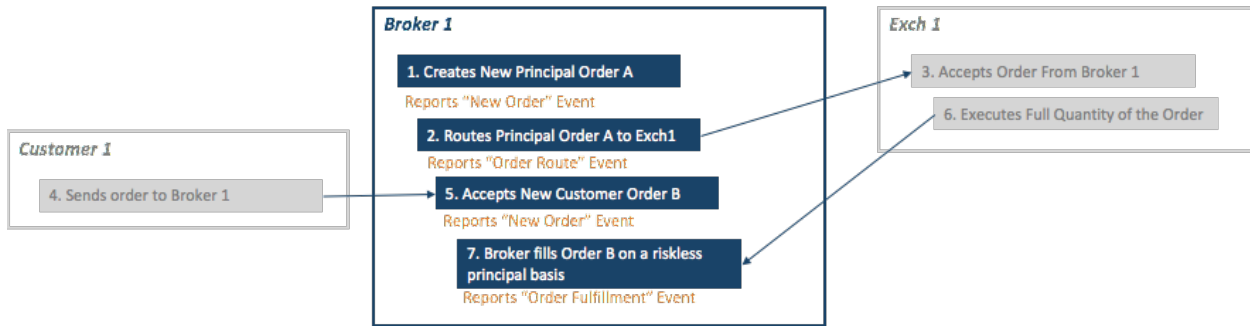 Broker 1
1. Creates New Principal Order A
Reports "New Order" Event
2. Routes Principal Order A to Exch1
Reports "Order Route" Event
Customer 1
4. Sends order to Broker 1
5. Accepts New Customer Order B
Reports "New Order" Event
7. Broker fills Order B on a riskless
principal basis
Reports "Order Fulfillment" Event
Exch 1
3. Accepts Order From Broker 1
6. Executes Full Quantity of the Order